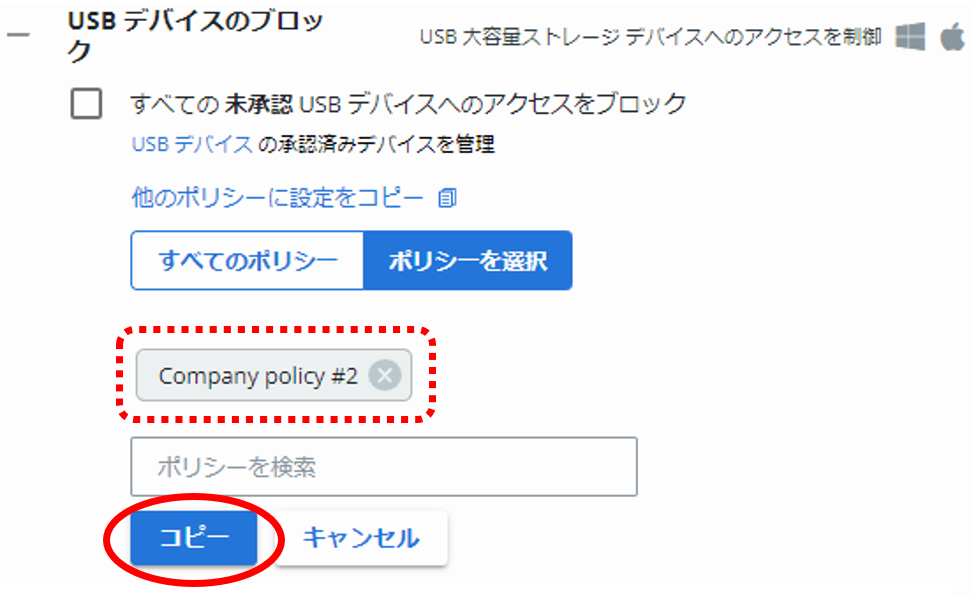 USB デバイスのブロッ
ク
USB 大容量ストレージ デバイスへのアクセスを制御
すべての 未承認 USB デバイスへのアクセスをブロック
USB デバイス の承認済みデバイスを管理
他のポリシーに設定をコピー
すべてのポリシー ポリシーを選択
Company policy #2
ポリシーを検索
コピー キャンセル